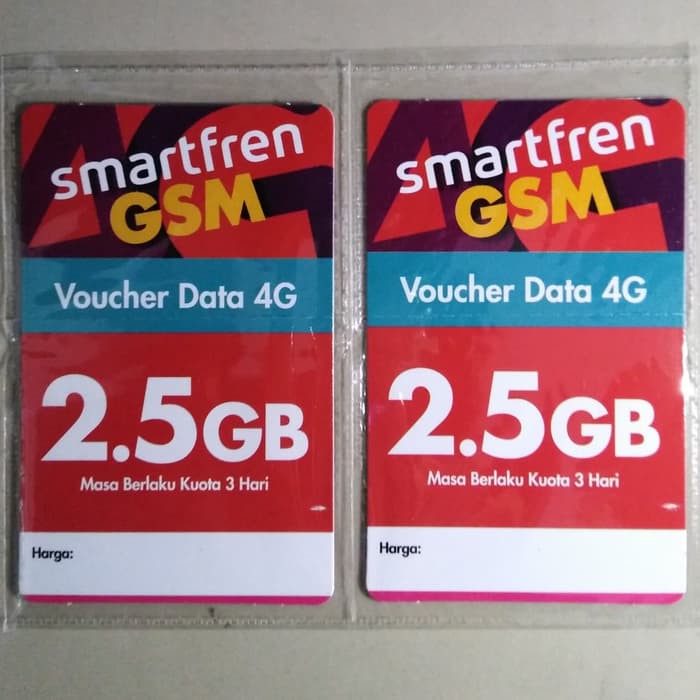 smartfren
GSM
Voucher Data 4G
2.5GB
Masa Berlaku Kuota 3 Hari
Harga:
smartfren
GSM
Voucher Data 4G
2.5GB
Masa Berlaku Kuota 3 Hari
Harga: